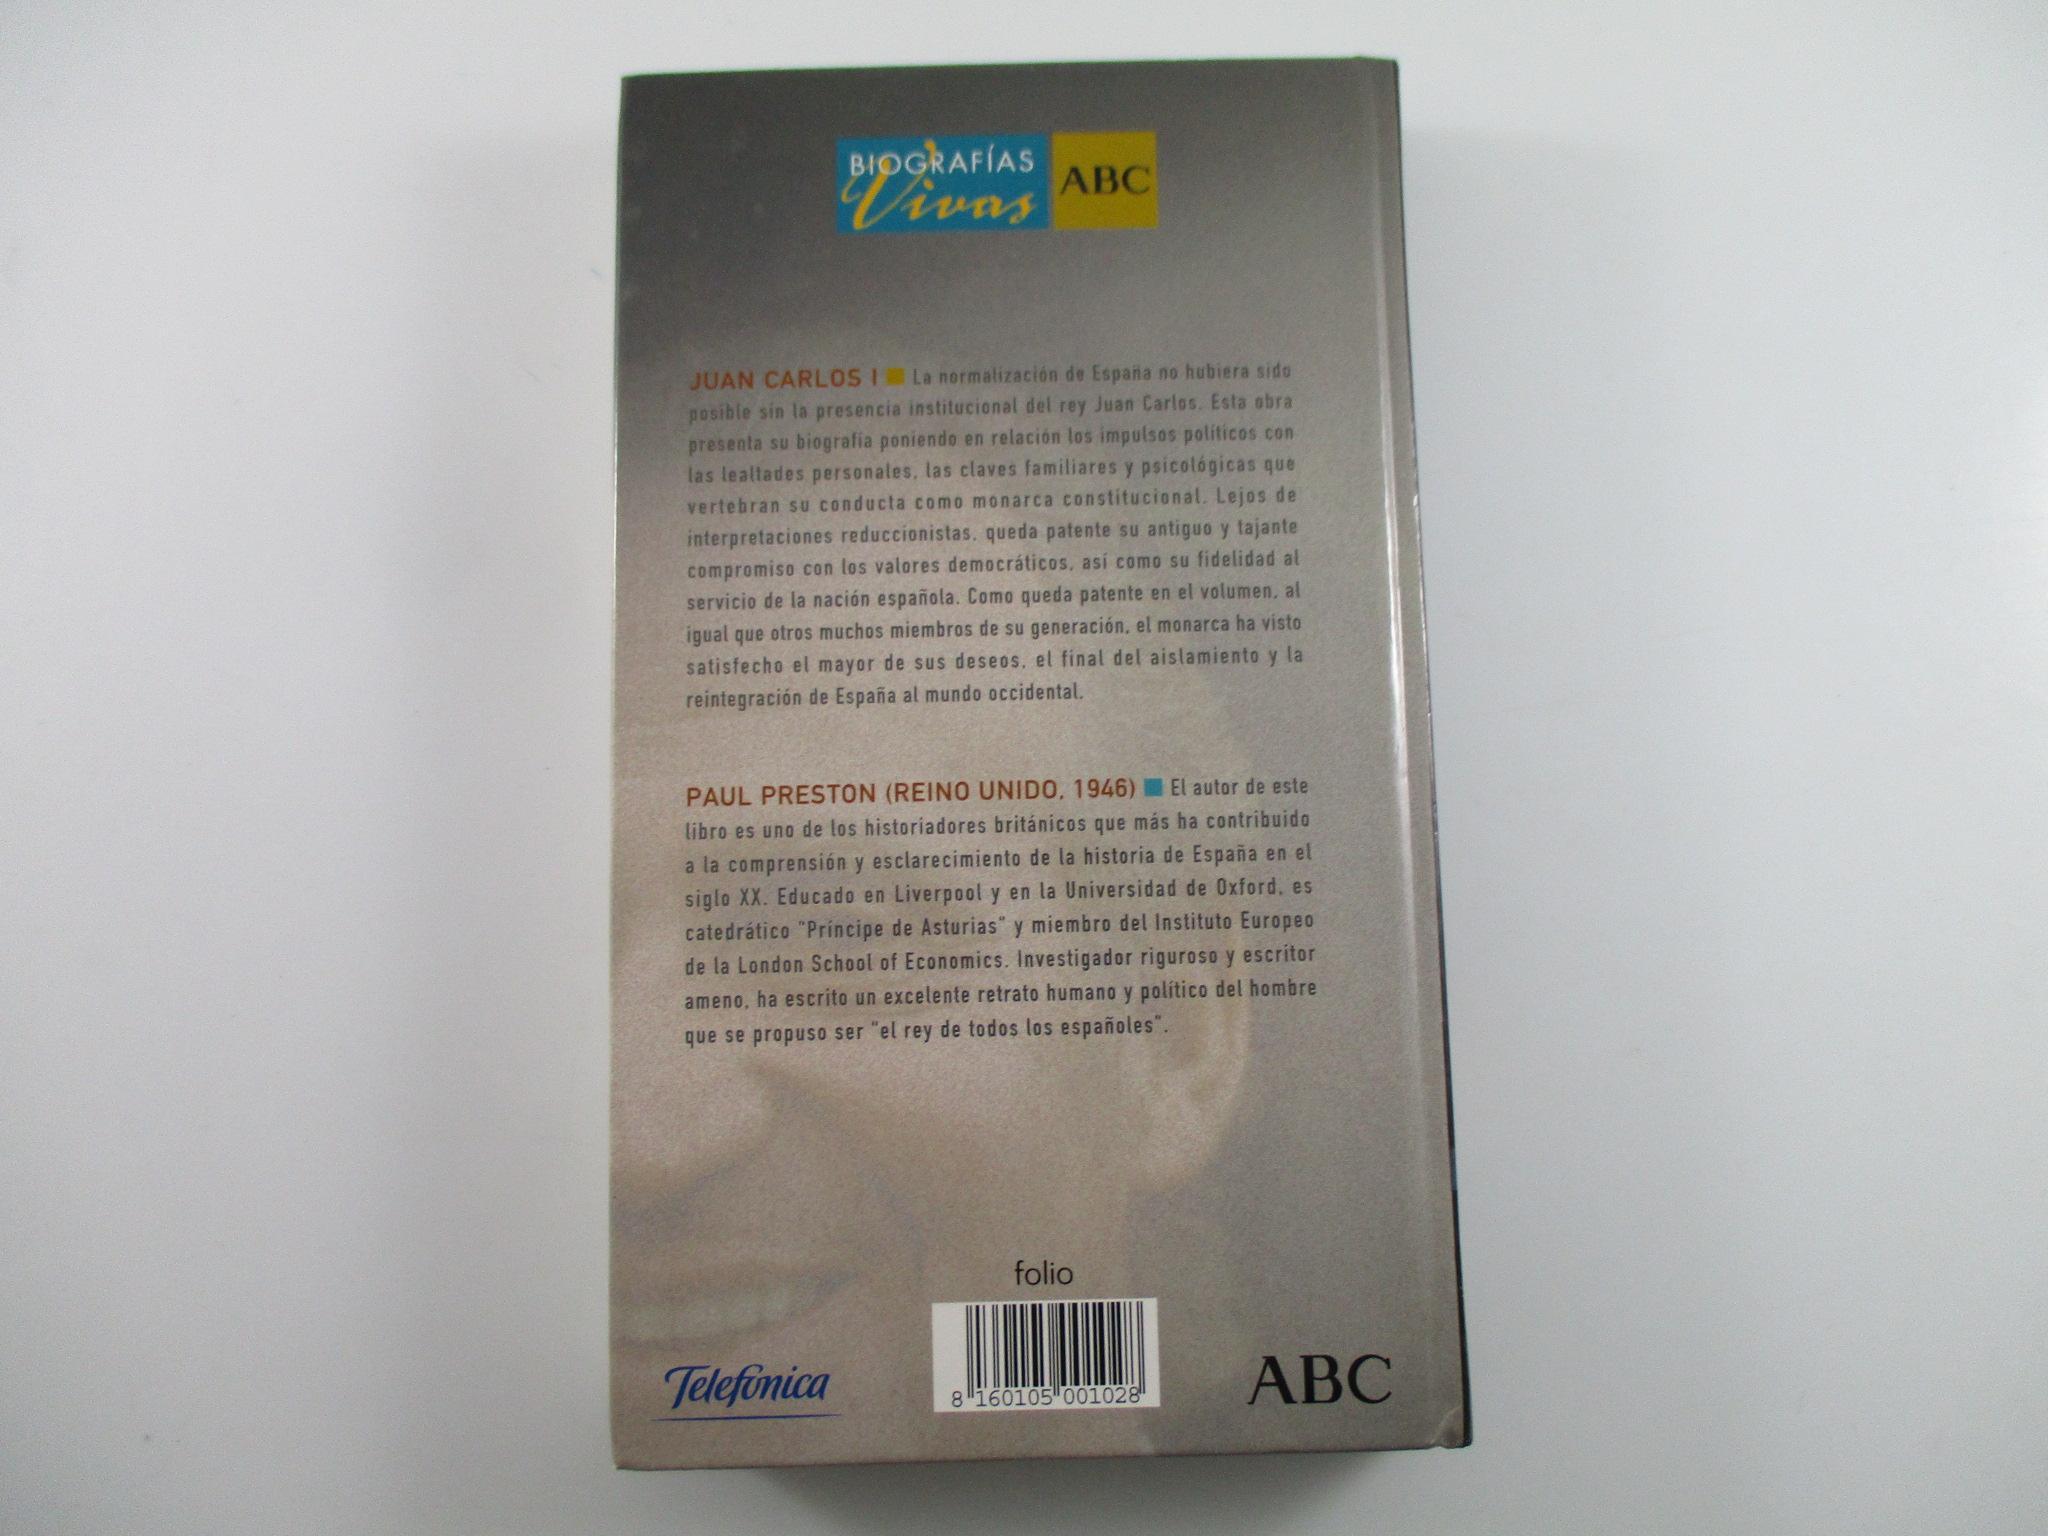 BIOGRAFÍAS
Vivas
ABC
JUAN CARLOS I ■ La normalización de España no hubiera sido
posible sin la presencia institucional del rey Juan Carlos. Esta obra
presenta su biografía poniendo en relación los impulsos políticos con
las lealtades personales, las claves familiares y psicológicas que
vertebran su conducta como monarca constitucional. Lejos de
interpretaciones reduccionistas, queda patente su antiguo y tajante
compromiso con los valores democráticos, así como su fidelidad al
servicio de la nación española. Como queda patente en el volumen, al
igual que otros muchos miembros de su generación, el monarca ha visto
satisfecho el mayor de sus deseos, el final del aislamiento y la
reintegración de España al mundo occidental.
PAUL PRESTON (REINO UNIDO, 1946) ■ El autor de este
libro es uno de los historiadores británicos que más ha contribuido
a la comprensión y esclarecimiento de la historia de España en el
siglo XX. Educado en Liverpool y en la Universidad de Oxford, es
catedrático "Príncipe de Asturias" y miembro del Instituto Europeo
de la London School of Economics. Investigador riguroso y escritor
ameno, ha escrito un excelente retrato humano y político del hombre
que se propuso ser "el rey de todos los españoles".
folio
8 160105 001028
Telefónica
ABC